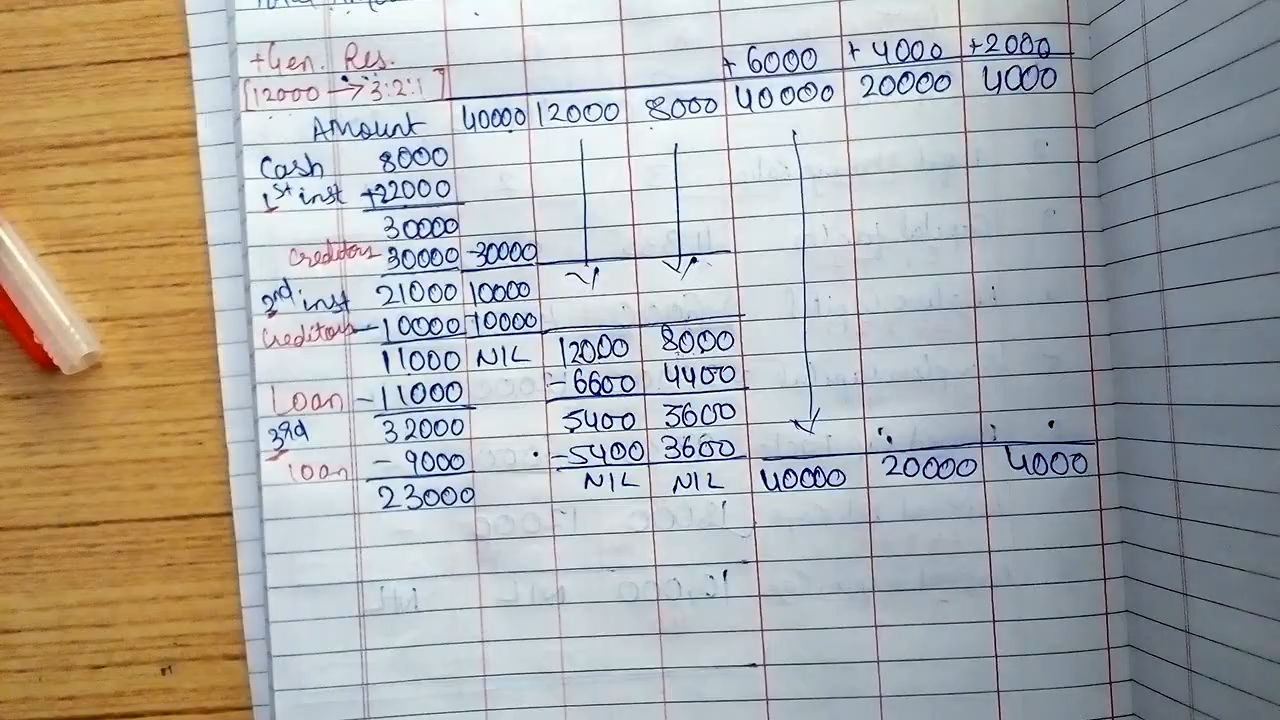 +Gen. Res. +6000 +4000 +2000
[12000 → 3:2:1] 40000 20000 4000
Amount 40000 12000 8000
Cash 8000
1st inst +22000
30000
Creditors 30000 -30000
2nd inst 21000 10000
Creditors -10000 10000
11000 NIL 12000 8000
Loan -11000 -6600 4400
3rd 32000 5400 3600
loan -9000 -5400 3600
23000 NIL NIL 40000 20000 4000